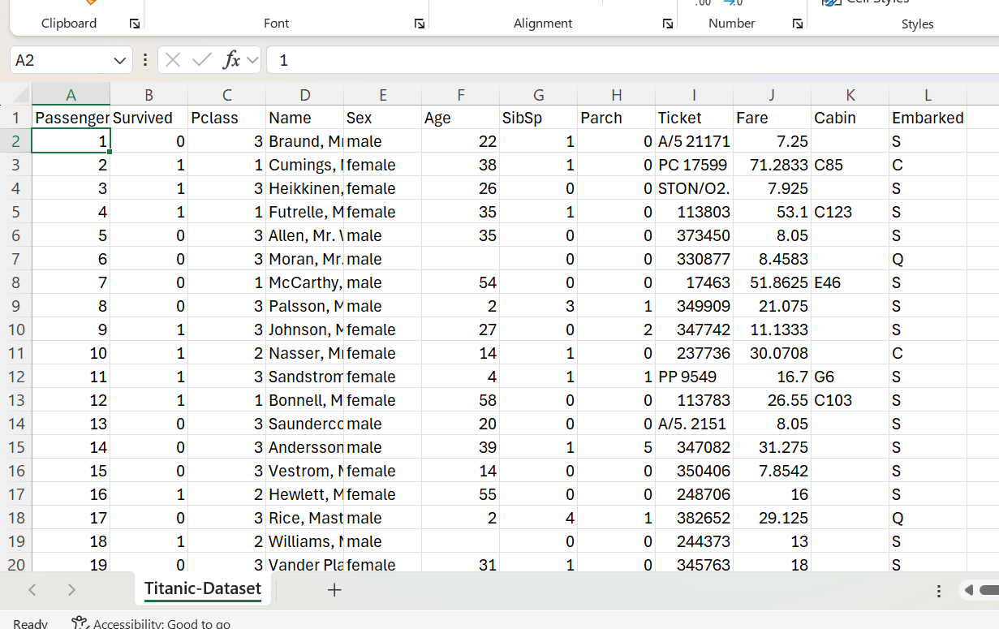 .00 →.0 Cell Styles
Clipboard Font Alignment Number Styles
A2 fx 1
A B C D E F G H I J K L
1 Passenger Survived Pclass Name Sex Age SibSp Parch Ticket Fare Cabin Embarked
2 1 0 3 Braund, Mr male 22 1 0 A/5 21171 7.25 S
3 2 1 1 Cumings, M female 38 1 0 PC 17599 71.2833 C85 C
4 3 1 3 Heikkinen, female 26 0 0 STON/O2. 7.925 S
5 4 1 1 Futrelle, M female 35 1 0 113803 53.1 C123 S
6 5 0 3 Allen, Mr. W male 35 0 0 373450 8.05 S
7 6 0 3 Moran, Mr. male 0 0 330877 8.4583 Q
8 7 0 1 McCarthy, male 54 0 0 17463 51.8625 E46 S
9 8 0 3 Palsson, M male 2 3 1 349909 21.075 S
10 9 1 3 Johnson, M female 27 0 2 347742 11.1333 S
11 10 1 2 Nasser, Mr female 14 1 0 237736 30.0708 C
12 11 1 3 Sandstrom female 4 1 1 PP 9549 16.7 G6 S
13 12 1 1 Bonnell, M female 58 0 0 113783 26.55 C103 S
14 13 0 3 Saunderco male 20 0 0 A/5. 2151 8.05 S
15 14 0 3 Andersson male 39 1 5 347082 31.275 S
16 15 0 3 Vestrom, M female 14 0 0 350406 7.8542 S
17 16 1 2 Hewlett, M female 55 0 0 248706 16 S
18 17 0 3 Rice, Mast male 2 4 1 382652 29.125 Q
19 18 1 2 Williams, M male 0 0 244373 13 S
20 19 0 3 Vander Pla female 31 1 0 345763 18 S
Titanic-Dataset
Ready Accessibility: Good to go